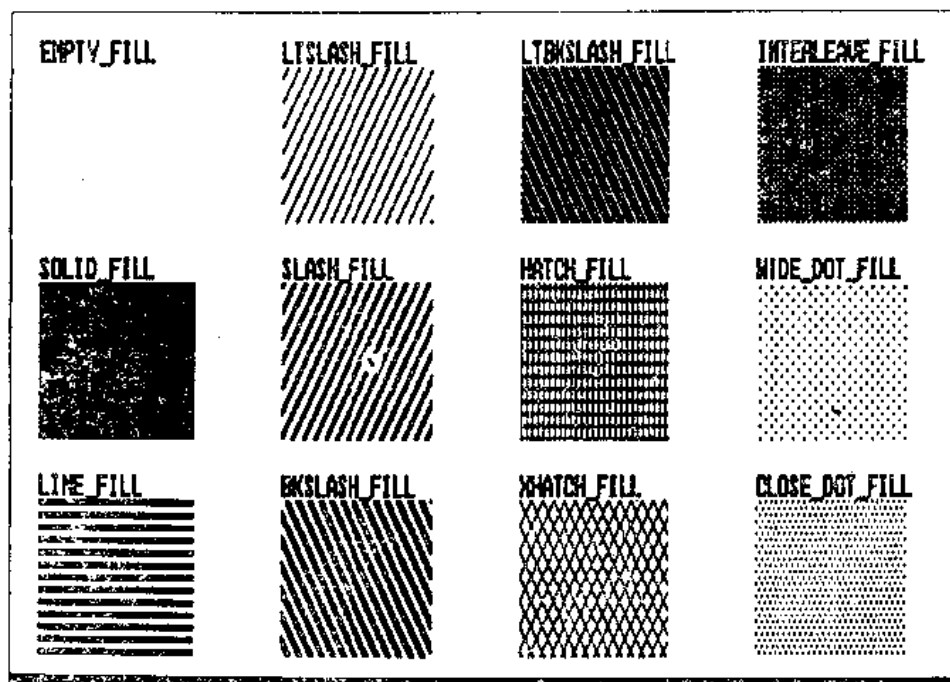 EMPTY_FILL LTSLASH_FILL LTBKSLASH_FILL INTERLEAVE_FILL
SOLID_FILL SLASH_FILL HATCH_FILL WIDE_DOT_FILL
LINE_FILL BKSLASH_FILL XHATCH_FILL CLOSE_DOT_FILL